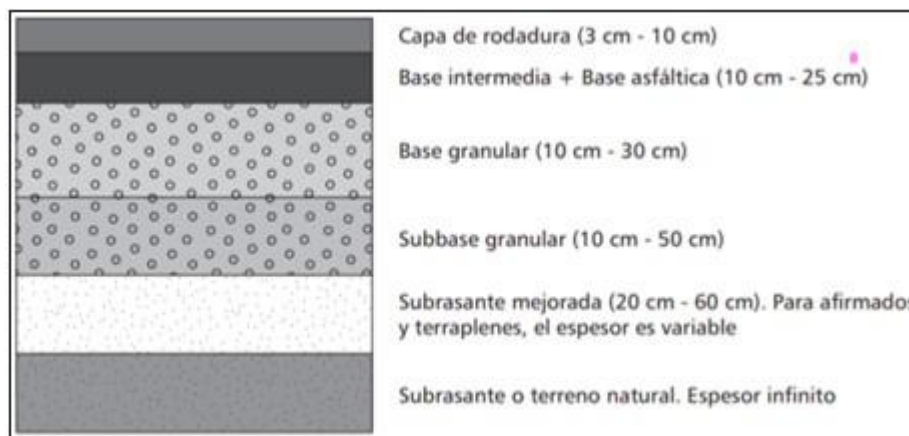 Capa de rodadura (3 cm - 10 cm)
Base intermedia + Base asfáltica (10 cm - 25 cm)
Base granular (10 cm - 30 cm)
Subbase granular (10 cm - 50 cm)
Subrasante mejorada (20 cm - 60 cm). Para afirmados
y terraplenes, el espesor es variable
Subrasante o terreno natural. Espesor infinito